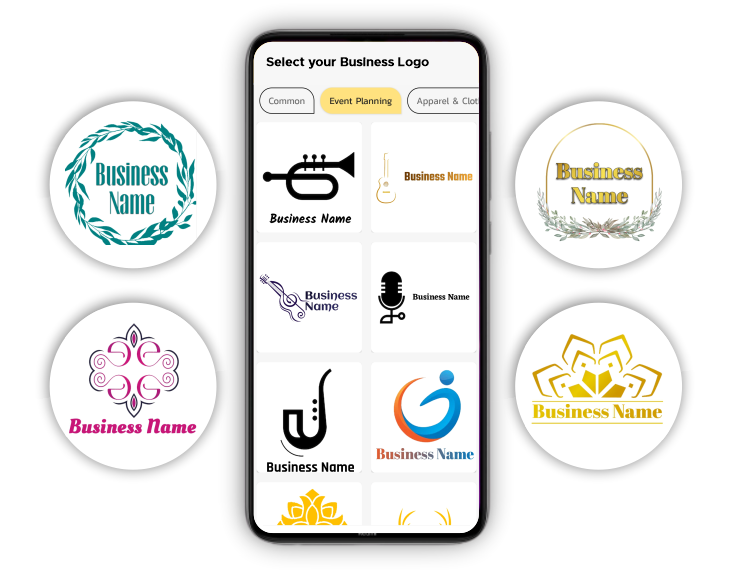 Select your Business Logo
Common
Event Planning
Apparel & Clot
Business Name
Business Name
Business
Name
Business Name
Business Name
Business Name
Business
Name
Business Name
Business
Name
Business Name